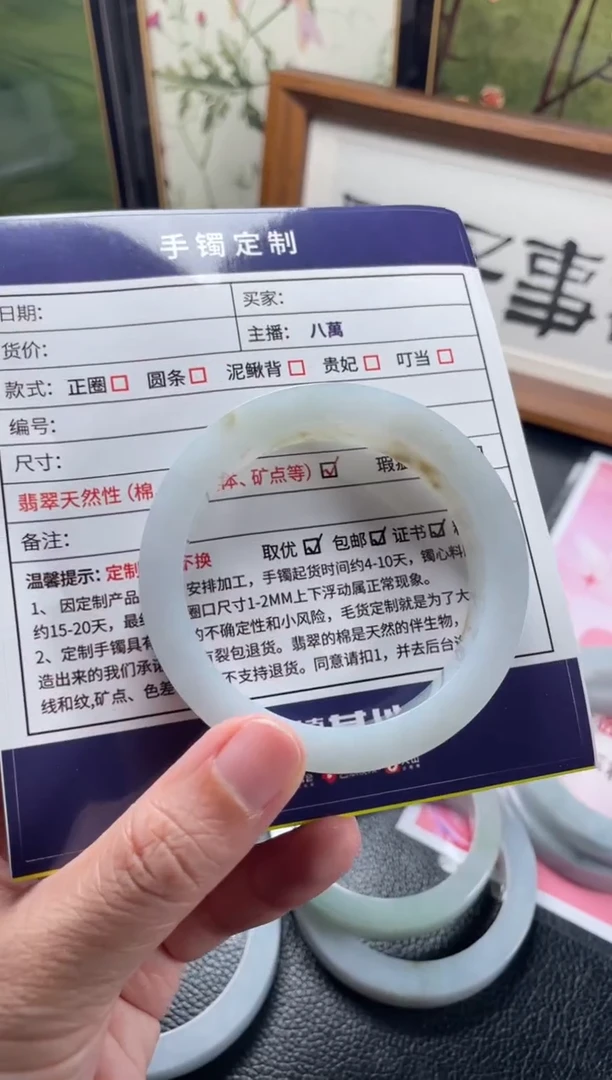 手镯定制
日期： 买家：
货价： 主播： 八萬
款式：正圈□ 圆条□ 泥鳅背□ 贵妃□ 叮当□
编号：
尺寸：
翡翠天然性（棉 体、矿点等）☑ 瑕
备注：
不换 取优☑ 包邮☑ 证书☑
温馨提示：定制
1、因定制产品 安排加工，手镯起货时间约4-10天，镯心料
约15-20天，最 圈口尺寸1-2MM上下浮动属正常现象。
2、定制手镯具有 的不确定性和小风险，毛货定制就是为了大
造出来的我们承 有裂包退货。翡翠的棉是天然的伴生物，
线和纹,矿点、色差 不支持退货。同意请扣1，并去后台
事